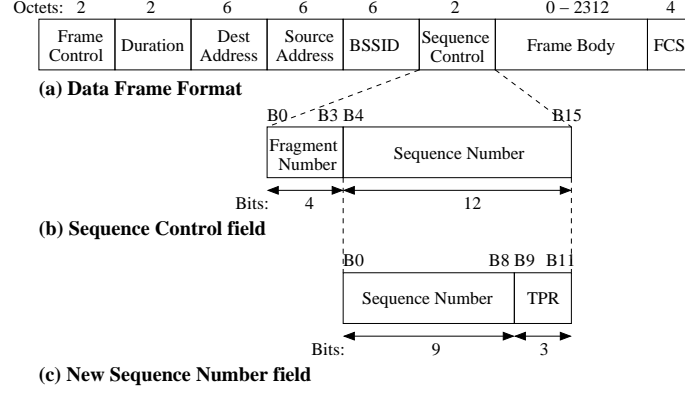 Octets: 2 2 6 6 6 2 0 – 2312 4
Frame Control Duration Dest Address Source Address BSSID Sequence Control Frame Body FCS
(a) Data Frame Format
B0 B3 B4 B15
Fragment Number Sequence Number
Bits: 4 12
(b) Sequence Control field
B0 B8 B9 B11
Sequence Number TPR
Bits: 9 3
(c) New Sequence Number field